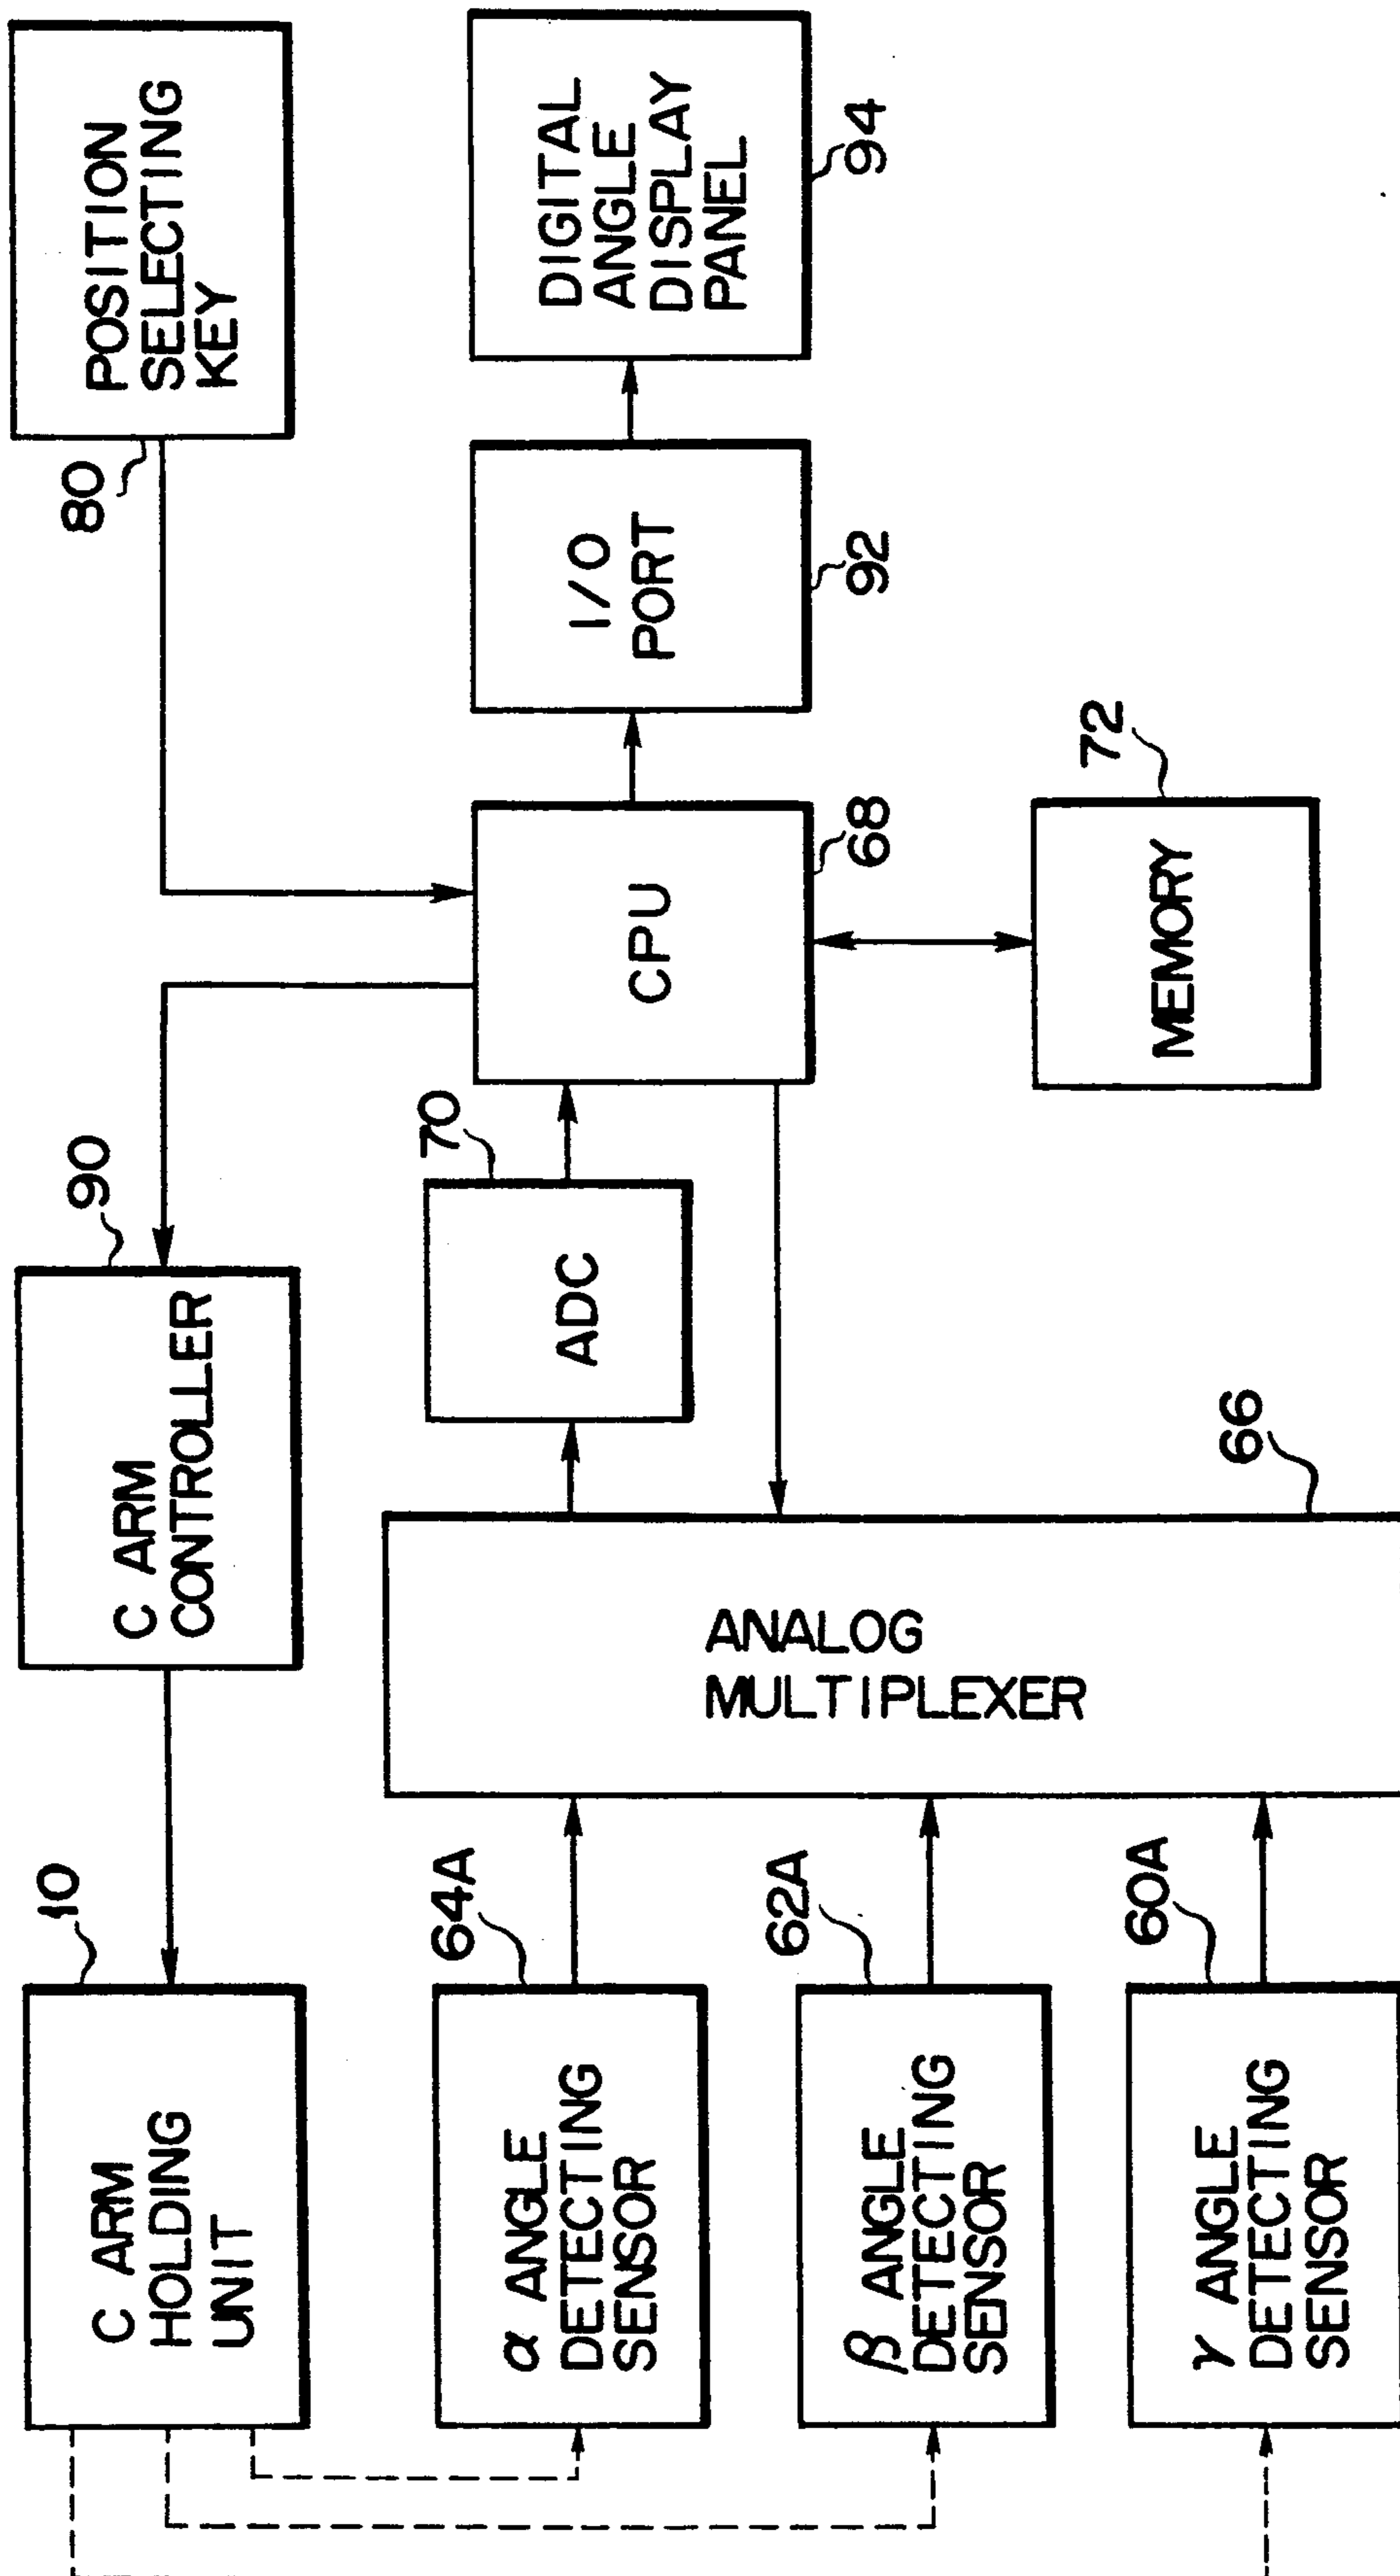 C ARM
HOLDING
UNIT
10
C ARM
CONTROLLER
90
POSITION
SELECTING
KEY
80
α ANGLE
DETECTING
SENSOR
64A
β ANGLE
DETECTING
SENSOR
62A
γ ANGLE
DETECTING
SENSOR
60A
ANALOG
MULTIPLEXER
66
ADC
70
CPU
68
MEMORY
72
I/O
PORT
92
DIGITAL
ANGLE
DISPLAY
PANEL
94